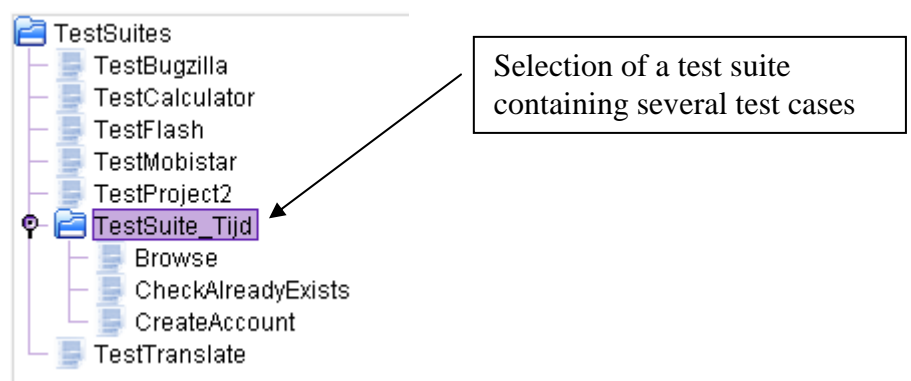 TestSuites
TestBugzilla
TestCalculator
TestFlash
TestMobistar
TestProject2
TestSuite_Tijd
Browse
CheckAlreadyExists
CreateAccount
TestTranslate
Selection of a test suite
containing several test cases